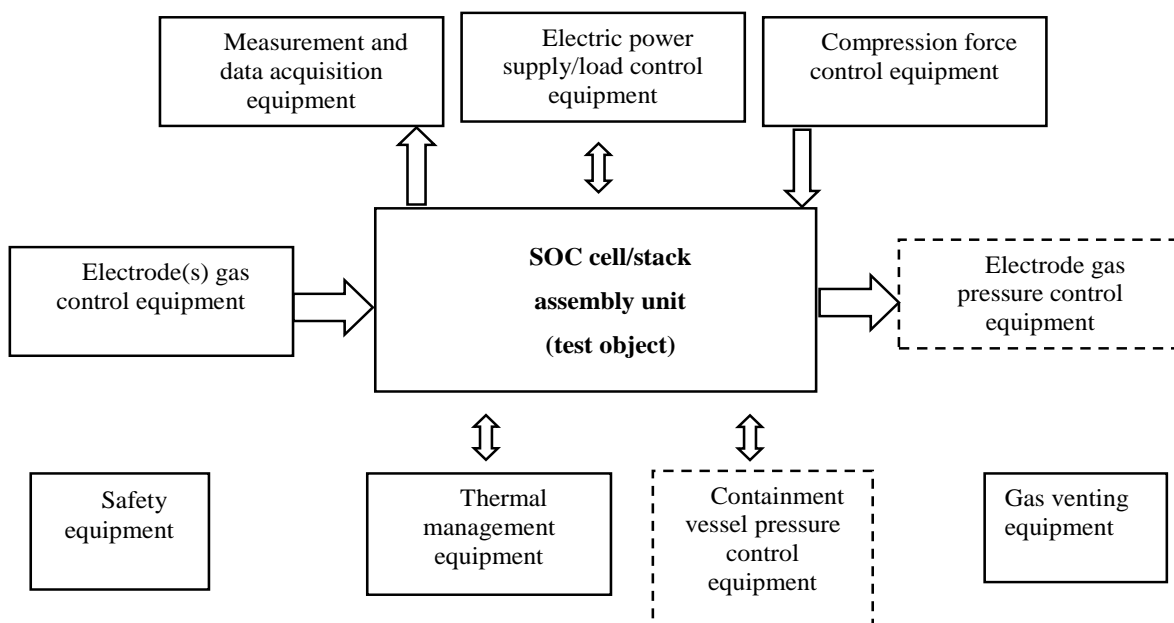 Measurement and
data acquisition
equipment
Electric power
supply/load control
equipment
Compression force
control equipment
Electrode(s) gas
control equipment
SOC cell/stack
assembly unit
(test object)
Electrode gas
pressure control
equipment
Safety
equipment
Thermal
management
equipment
Containment
vessel pressure
control
equipment
Gas venting
equipment